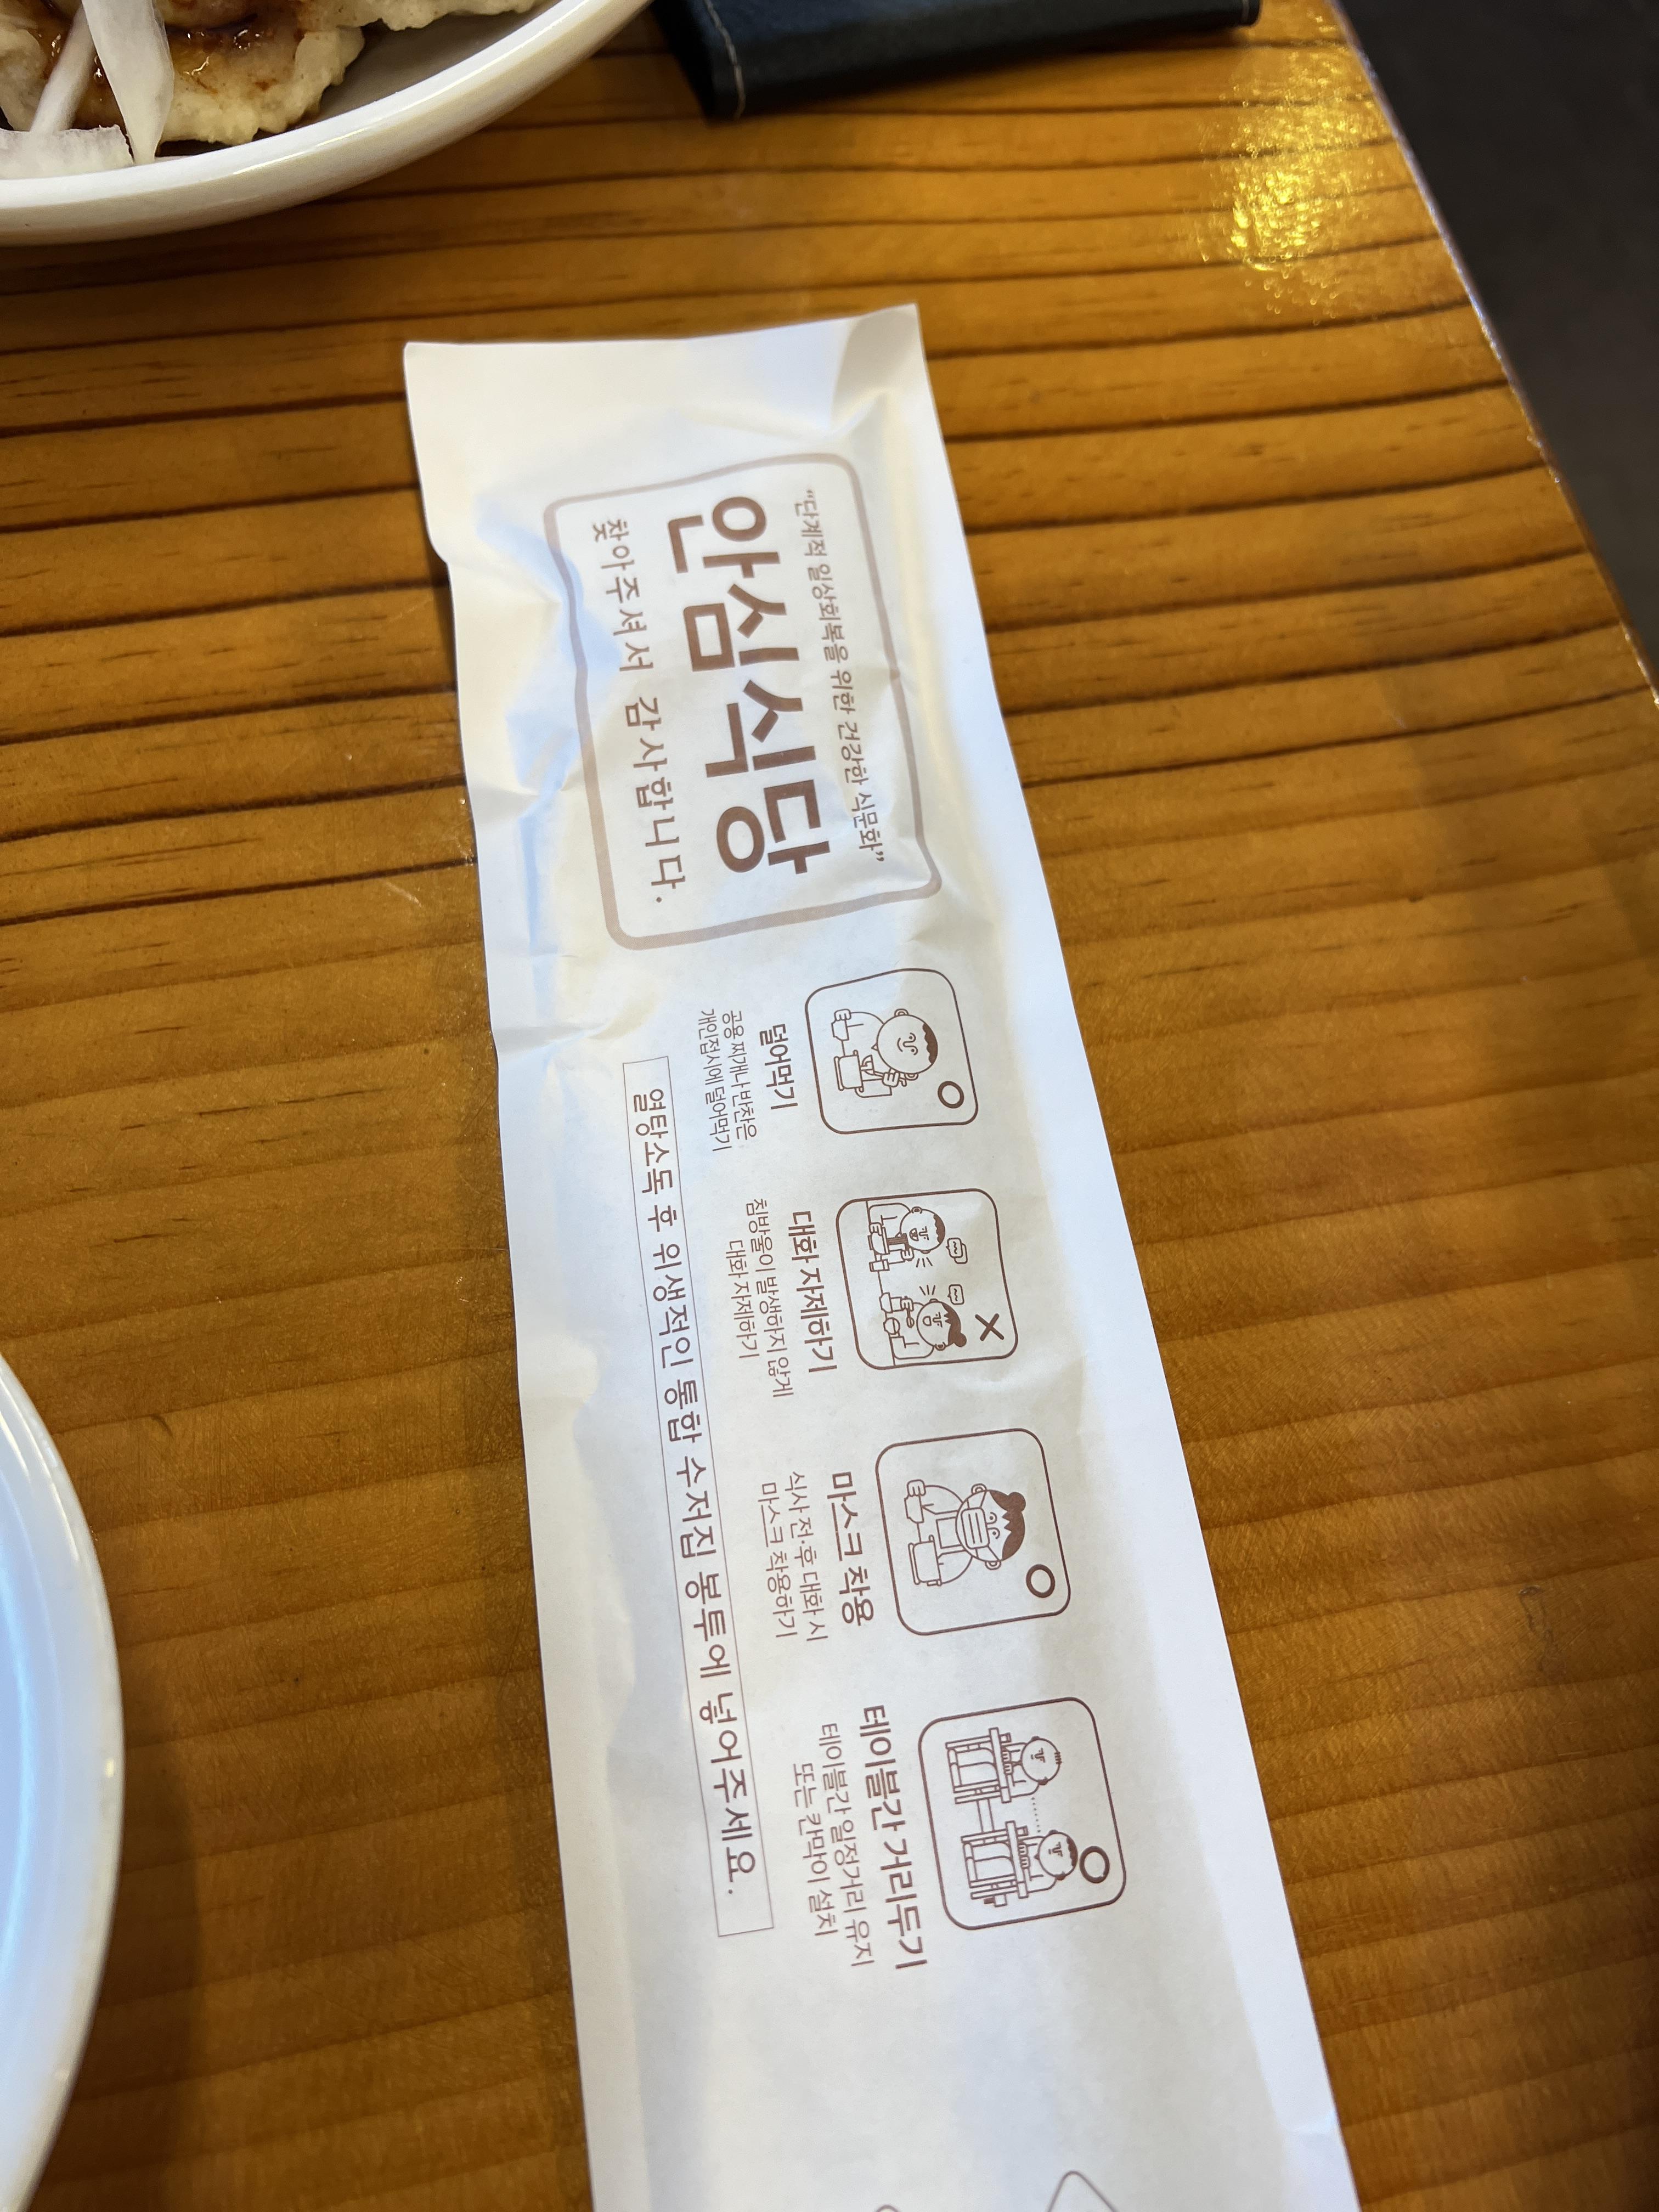 “단계적 일상회복을 위한 건강한 식문화”
안심식당
찾아주셔서 감사합니다.
덜어먹기
공용 찌개나 반찬은
개인접시에 덜어먹기
대화 자제하기
침방울이 발생하지 않게
대화 자제하기
마스크 착용
식사 전·후 대화 시
마스크 착용하기
테이블간 거리두기
테이블간 일정거리 유지
또는 칸막이 설치
열탕소독 후 위생적인 통합 수저집 봉투에 넣어주세요.